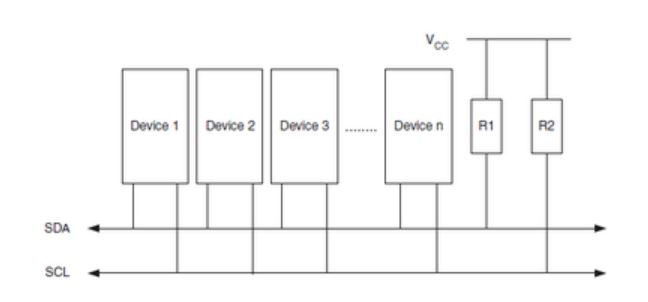 VCC
Device 1 Device 2 Device 3 ........ Device n R1 R2
SDA
SCL